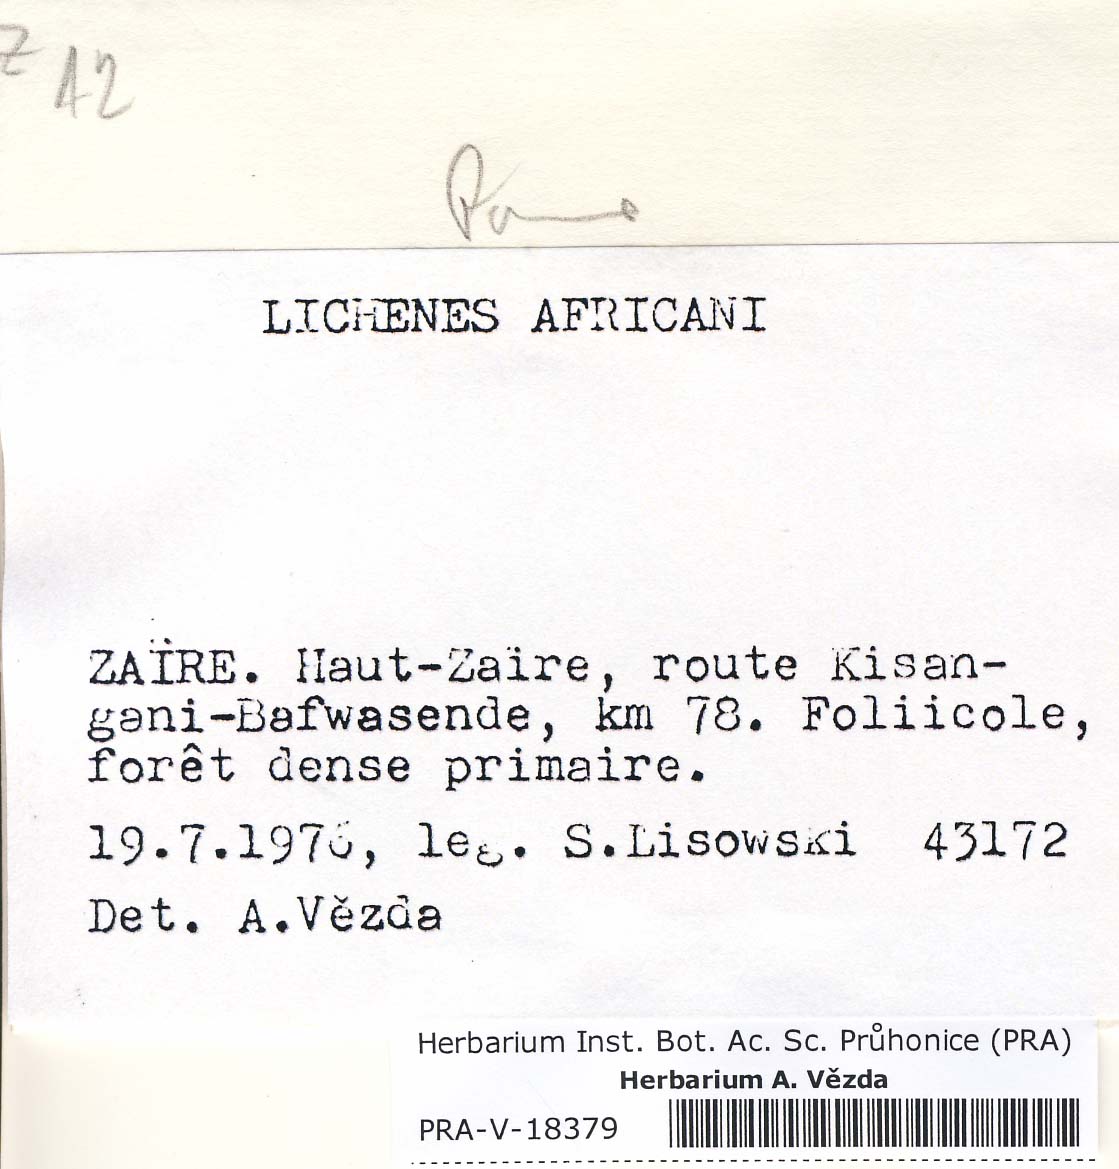 Z 12
LICHENES AFRICANI
ZAÏRE. Haut-Zaïre, route Kisan-
gani-Bafwasende, km 78. Foliicole,
forêt dense primaire.
19.7.1976, leg. S.Lisowski 43172
Det. A.Vězda
Herbarium Inst. Bot. Ac. Sc. Průhonice (PRA)
Herbarium A. Vězda
PRA-V-18379